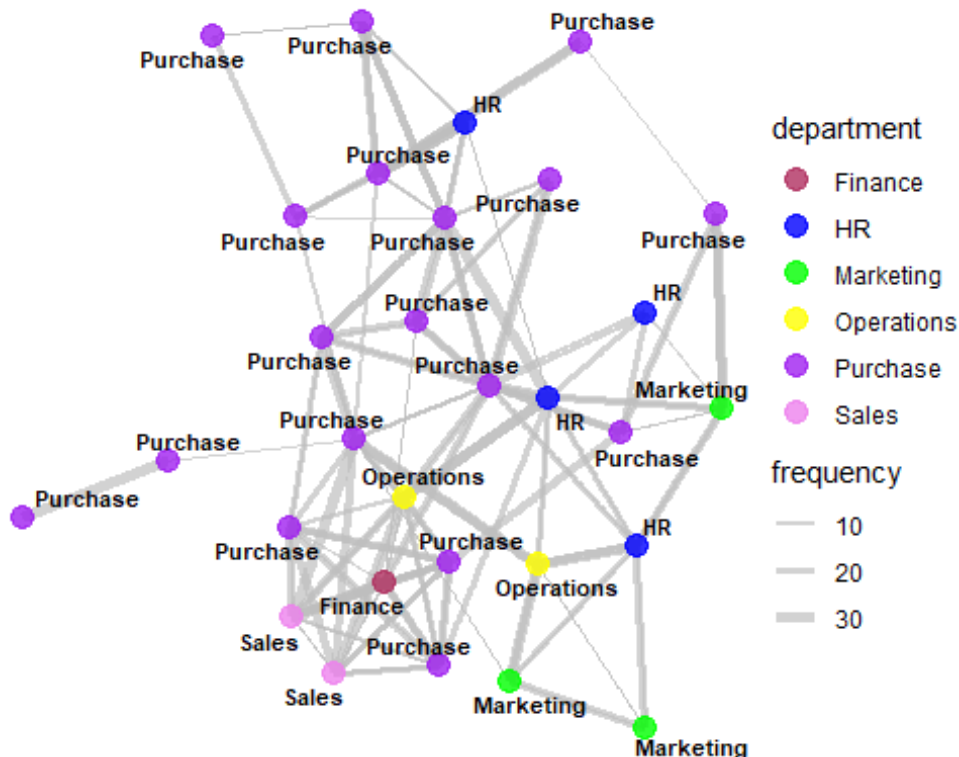 Purchase
Purchase
Purchase
HR
Purchase
Purchase
Purchase
Purchase
Purchase
HR
Purchase
Purchase
Purchase
Marketing
Purchase
HR
Purchase
Purchase
Operations
Purchase
HR
Purchase
Purchase
Operations
Finance
Sales
Purchase
Sales
Marketing
Marketing
department
Finance
HR
Marketing
Operations
Purchase
Sales
frequency
10
20
30